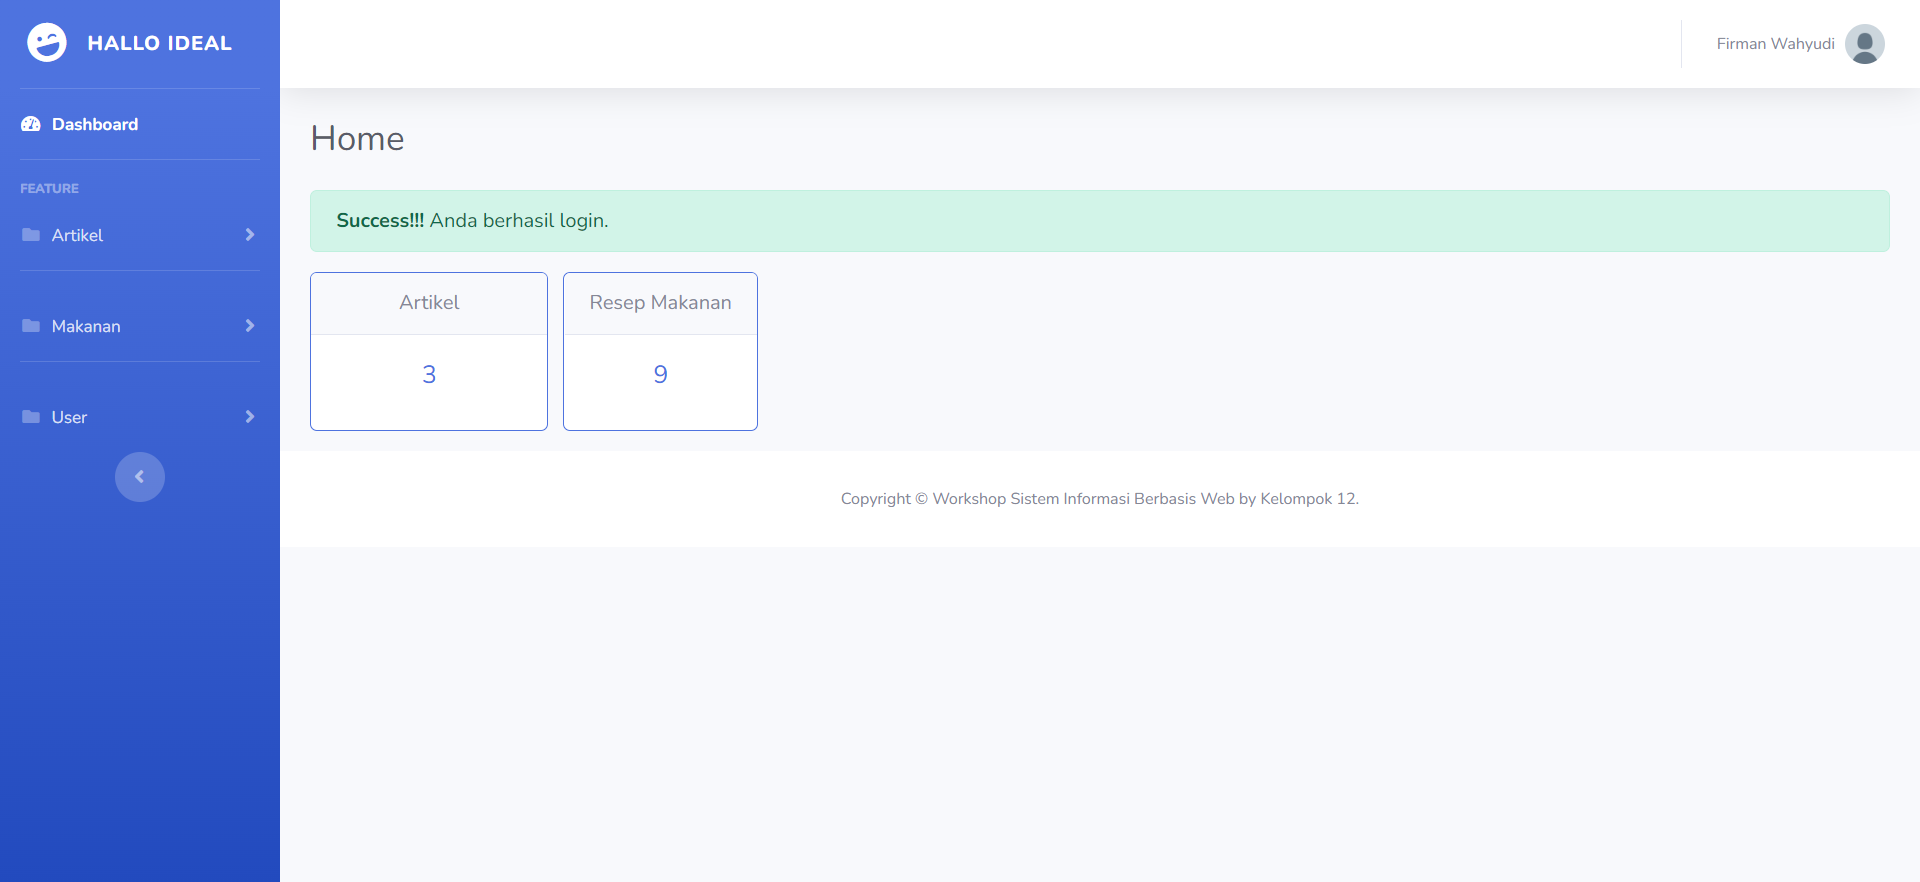 HALLO IDEAL
Firman Wahyudi
Dashboard
FEATURE
Artikel
Makanan
User
Home
Success!!! Anda berhasil login.
Artikel
3
Resep Makanan
9
Copyright © Workshop Sistem Informasi Berbasis Web by Kelompok 12.